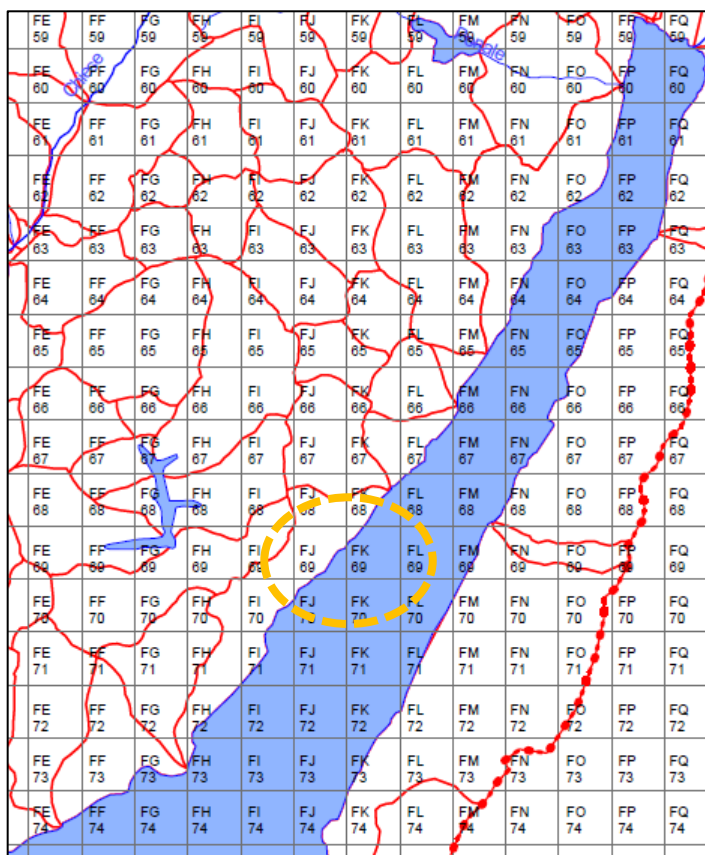 FE FF FG FH FI FJ FK FL FM FN FO FP FQ
59 59 59 59 59 59 59 59 59 59 59 59 59
Chiese
FE FF FG FH FI FJ FK FL FM FN FO FP FQ
60 60 60 60 60 60 60 60 60 60 60 60 60
FE FF FG FH FI FJ FK FL FM FN FO FP FQ
61 61 61 61 61 61 61 61 61 61 61 61 61
FE FF FG FH FI FJ FK FL FM FN FO FP FQ
62 62 62 62 62 62 62 62 62 62 62 62 62
FE FF FG FH FI FJ FK FL FM FN FO FP FQ
63 63 63 63 63 63 63 63 63 63 63 63 63
FE FF FG FH FI FJ FK FL FM FN FO FP FQ
64 64 64 64 64 64 64 64 64 64 64 64 64
FE FF FG FH FI FJ FK FL FM FN FO FP FQ
65 65 65 65 65 65 65 65 65 65 65 65 65
FE FF FG FH FI FJ FK FL FM FN FO FP FQ
66 66 66 66 66 66 66 66 66 66 66 66 66
FE FF FG FH FI FJ FK FL FM FN FO FP FQ
67 67 67 67 67 67 67 67 67 67 67 67 67
FE FF FG FH FI FJ FK FL FM FN FO FP FQ
68 68 68 68 68 68 68 68 68 68 68 68 68
FE FF FG FH FI FJ FK FL FM FN FO FP FQ
69 69 69 69 69 69 69 69 69 69 69 69 69
FE FF FG FH FI FJ FK FL FM FN FO FP FQ
70 70 70 70 70 70 70 70 70 70 70 70 70
FE FF FG FH FI FJ FK FL FM FN FO FP FQ
71 71 71 71 71 71 71 71 71 71 71 71 71
FE FF FG FH FI FJ FK FL FM FN FO FP FQ
72 72 72 72 72 72 72 72 72 72 72 72 72
FE FF FG FH FI FJ FK FL FM FN FO FP FQ
73 73 73 73 73 73 73 73 73 73 73 73 73
FE FF FG FH FI FJ FK FL FM FN FO FP FQ
74 74 74 74 74 74 74 74 74 74 74 74 74